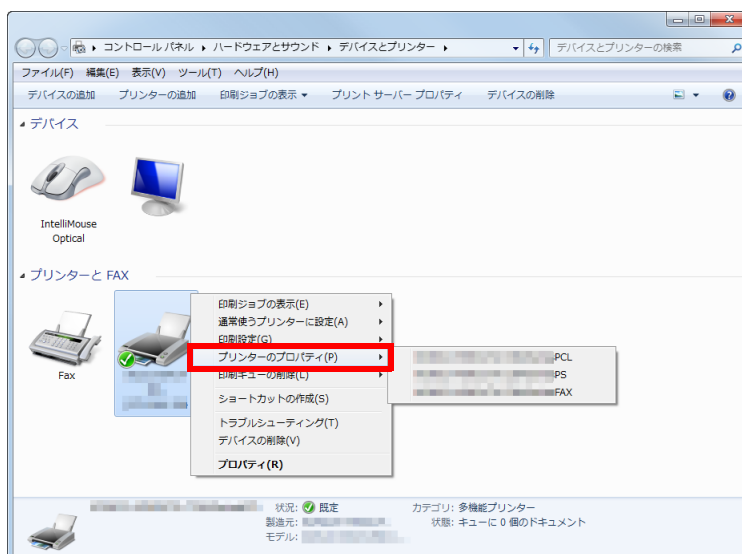 コントロール パネル ハードウェアとサウンド デバイスとプリンター デバイスとプリンターの検索
ファイル(F) 編集(E) 表示(V) ツール(T) ヘルプ(H)
デバイスの追加 プリンターの追加 印刷ジョブの表示 プリント サーバー プロパティ デバイスの削除
デバイス
IntelliMouse
Optical
プリンターと FAX
Fax
印刷ジョブの表示(E)
通常使うプリンターに設定(A)
印刷設定(G)
プリンターのプロパティ(P)
印刷キューの削除(L)
ショートカットの作成(S)
トラブルシューティング(T)
デバイスの削除(V)
プロパティ(R)
PCL
PS
FAX
状況: 既定 カテゴリ: 多機能プリンター
製造元: 状態: キューに 0 個のドキュメント
モデル: